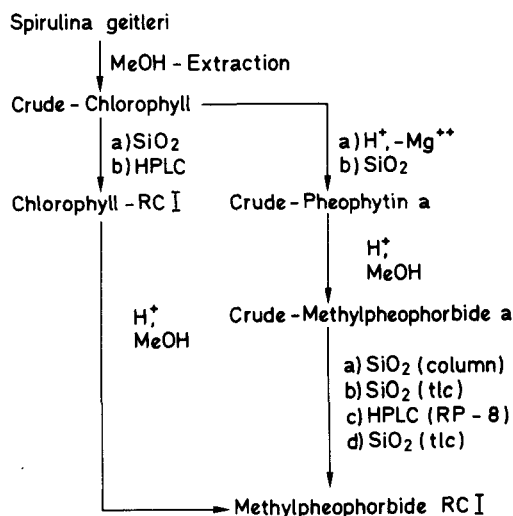 Spirulina geitleri
MeOH - Extraction
Crude - Chlorophyll
a) SiO2
b) HPLC
a) H+, -Mg++
b) SiO2
Chlorophyll - RC I
Crude - Pheophytin a
H+,
MeOH
Crude - Methylpheophorbide a
H+,
MeOH
a) SiO2 (column)
b) SiO2 (tlc)
c) HPLC (RP - 8)
d) SiO2 (tlc)
Methylpheophorbide RC I